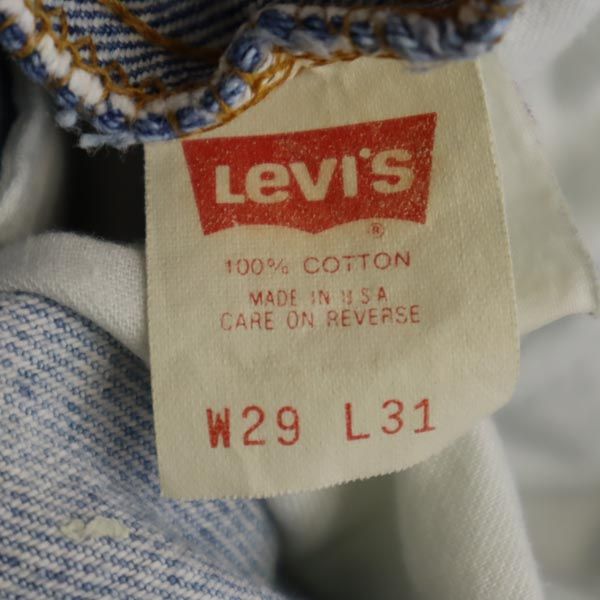 Levi's
®
100% COTTON
MADE IN U S A
CARE ON REVERSE
W29 L31